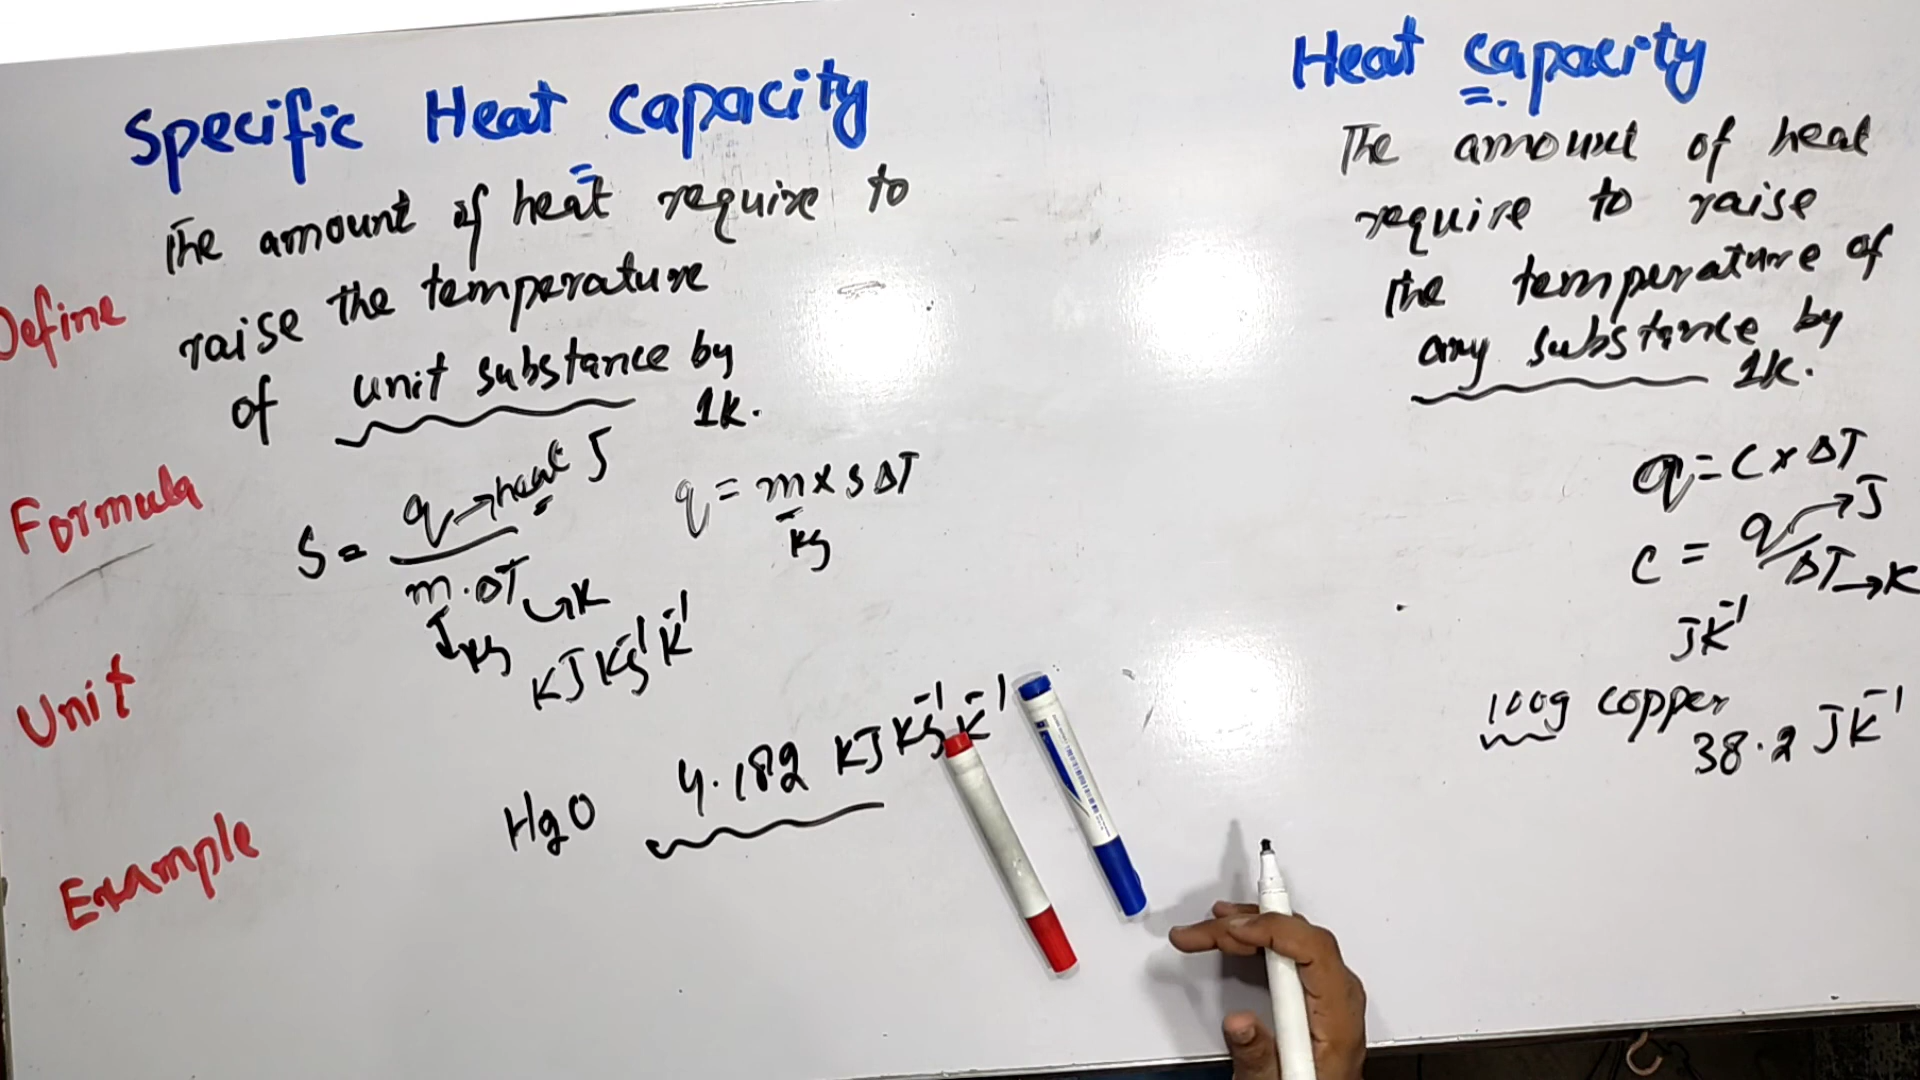 Specific Heat capacity
Define
The amount of heat require to
raise the temperature
of unit substance by
1k.
Formula
S = q → heat J
m . ΔT → K
Kg
q = m x s ΔT
Kg
Unit
KJ Kg⁻¹ K⁻¹
Example
H2O 4.182 KJ Kg⁻¹ K⁻¹
Heat capacity
The amount of heat
require to raise
the temperature of
any substance by
1k.
q = C x ΔT
C = q → J
ΔT → K
JK⁻¹
100g copper
38.2 JK⁻¹